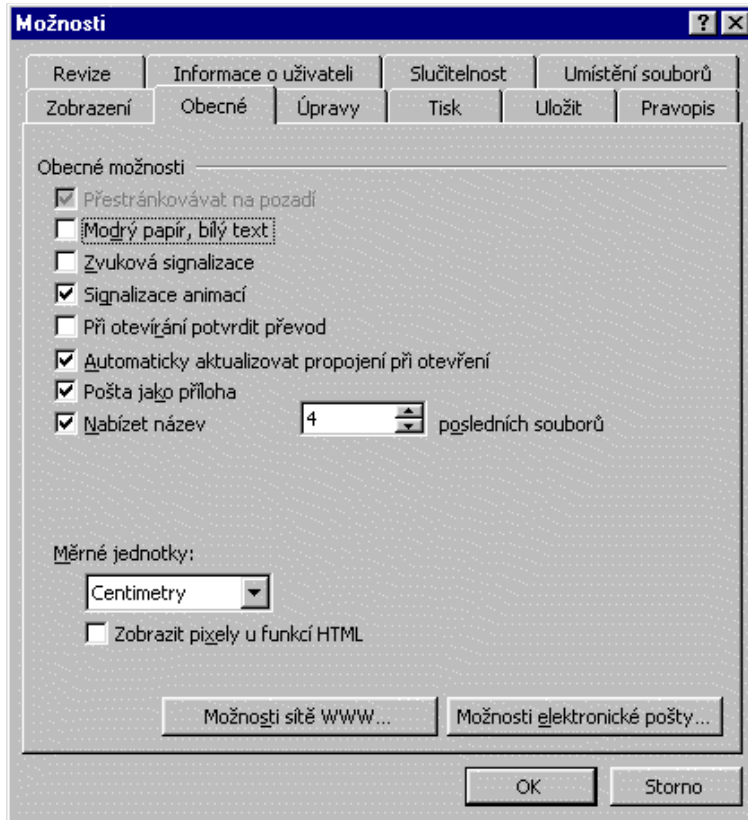 Možnosti
Revize Informace o uživateli Slučitelnost Umístění souborů
Zobrazení Obecné Úpravy Tisk Uložit Pravopis
Obecné možnosti
Přestránkovávat na pozadí
Modrý papír, bílý text
Zvuková signalizace
Signalizace animací
Při otevírání potvrdit převod
Automaticky aktualizovat propojení při otevření
Pošta jako příloha
Nabízet název 4 posledních souborů
Měrné jednotky:
Centimetry
Zobrazit pixely u funkcí HTML
Možnosti sítě WWW... Možnosti elektronické pošty...
OK Storno